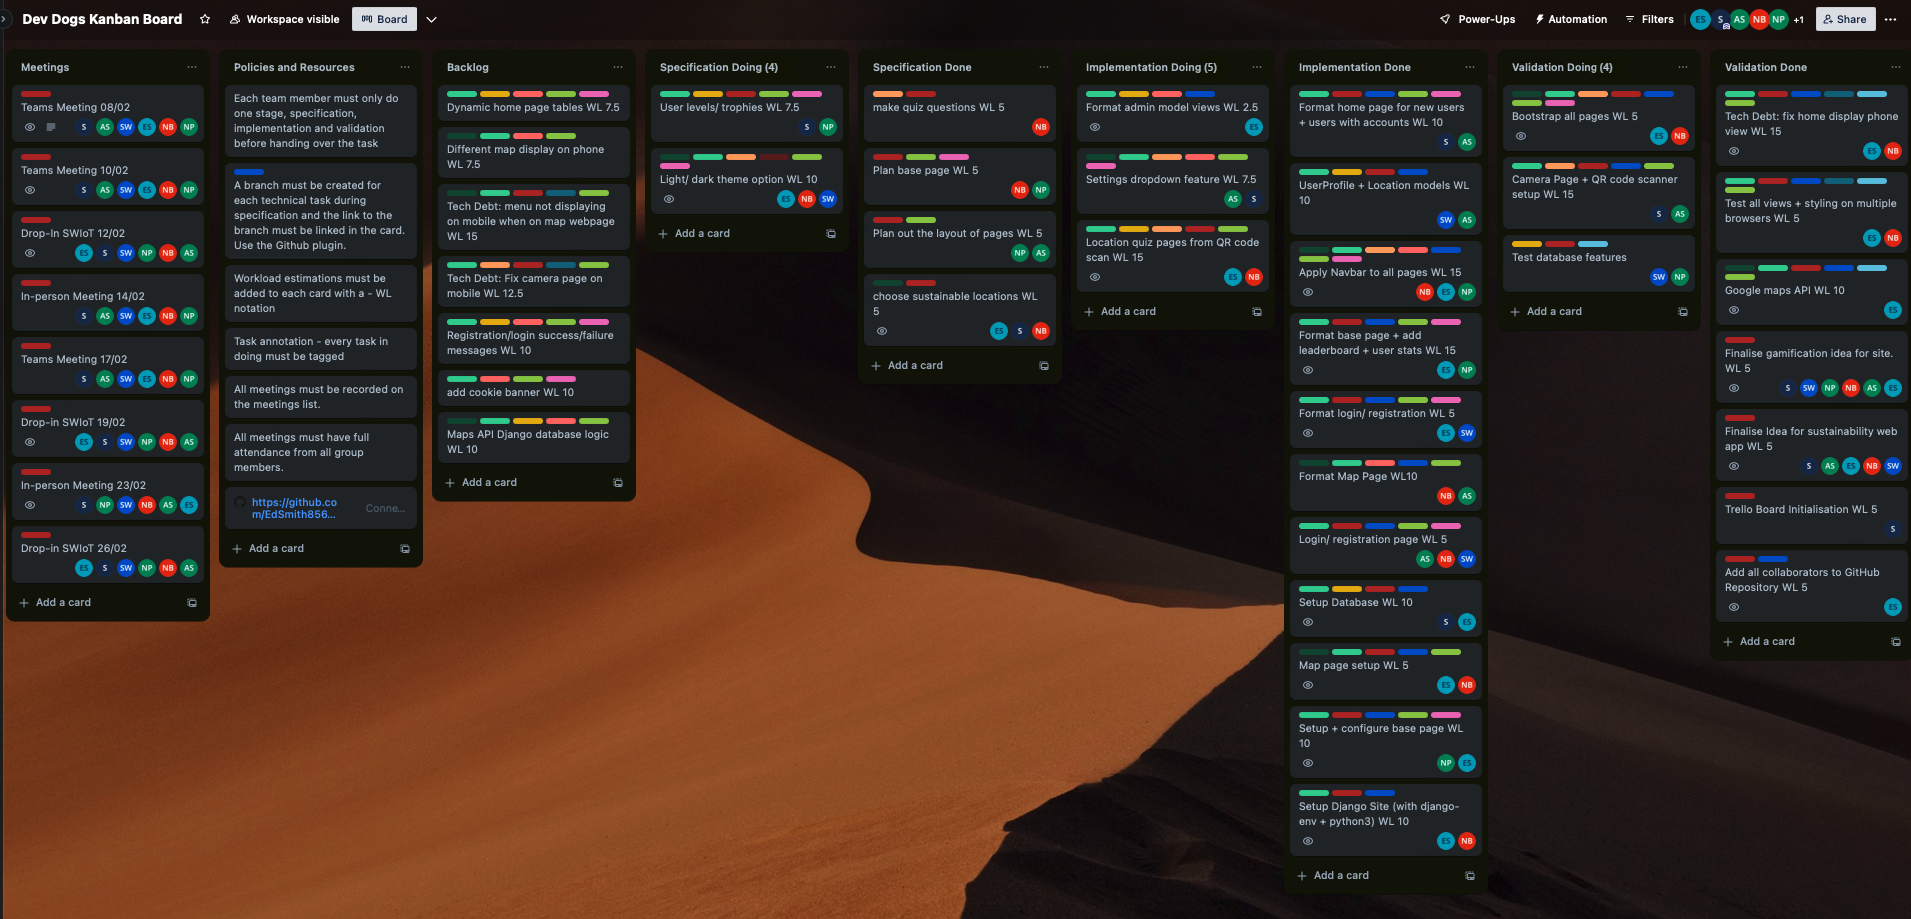 Dev Dogs Kanban Board
Workspace visible
Board
Power-Ups
Automation
Filters
ES S AS NB NP +1
Share
Meetings
Teams Meeting 08/02
S AS SW ES NB NP
Teams Meeting 10/02
S AS SW ES NB NP
Drop-In SWIoT 12/02
ES S SW NP NB AS
In-person Meeting 14/02
S AS SW ES NB NP
Teams Meeting 17/02
S AS SW ES NB NP
Drop-in SWIoT 19/02
ES S SW NP NB AS
In-person Meeting 23/02
S NP SW NB AS ES
Drop-in SWIoT 26/02
ES S SW NP NB AS
Add a card
Policies and Resources
Each team member must only do
one stage, specification,
implementation and validation
before handing over the task
A branch must be created for
each technical task during
specification and the link to the
branch must be linked in the card.
Use the Github plugin.
Workload estimations must be
added to each card with a - WL
notation
Task annotation - every task in
doing must be tagged
All meetings must be recorded on
the meetings list.
All meetings must have full
attendance from all group
members.
https://github.co
m/EdSmith856...
Conne...
Add a card
Backlog
Dynamic home page tables WL 7.5
Different map display on phone
WL 7.5
Tech Debt: menu not displaying
on mobile when on map webpage
WL 15
Tech Debt: Fix camera page on
mobile WL 12.5
Registration/login success/failure
messages WL 10
add cookie banner WL 10
Maps API Django database logic
WL 10
Add a card
Specification Doing (4)
User levels/ trophies WL 7.5
S NP
Light/ dark theme option WL 10
ES NB SW
Add a card
Specification Done
make quiz questions WL 5
NB
Plan base page WL 5
NB NP
Plan out the layout of pages WL 5
NP AS
choose sustainable locations WL
5
ES S NB
Add a card
Implementation Doing (5)
Format admin model views WL 2.5
ES
Settings dropdown feature WL 7.5
AS S
Location quiz pages from QR code
scan WL 15
ES NB
Add a card
Implementation Done
Format home page for new users
+ users with accounts WL 10
S AS
UserProfile + Location models WL
10
SW AS
Apply Navbar to all pages WL 15
NB ES NP
Format base page + add
leaderboard + user stats WL 15
ES NP
Format login/ registration WL 5
ES SW
Format Map Page WL10
NB AS
Login/ registration page WL 5
AS NB SW
Setup Database WL 10
S ES
Map page setup WL 5
ES NB
Setup + configure base page WL
10
NP ES
Setup Django Site (with django-
env + python3) WL 10
ES NB
Add a card
Validation Doing (4)
Bootstrap all pages WL 5
ES NB
Camera Page + QR code scanner
setup WL 15
S AS
Test database features
SW NP
Add a card
Validation Done
Tech Debt: fix home display phone
view WL 15
ES NB
Test all views + styling on multiple
browsers WL 5
ES NB
Google maps API WL 10
ES
Finalise gamification idea for site.
WL 5
S SW NP NB AS ES
Finalise Idea for sustainability web
app WL 5
S AS ES NB SW
Trello Board Initialisation WL 5
S
Add all collaborators to GitHub
Repository WL 5
ES
Add a card